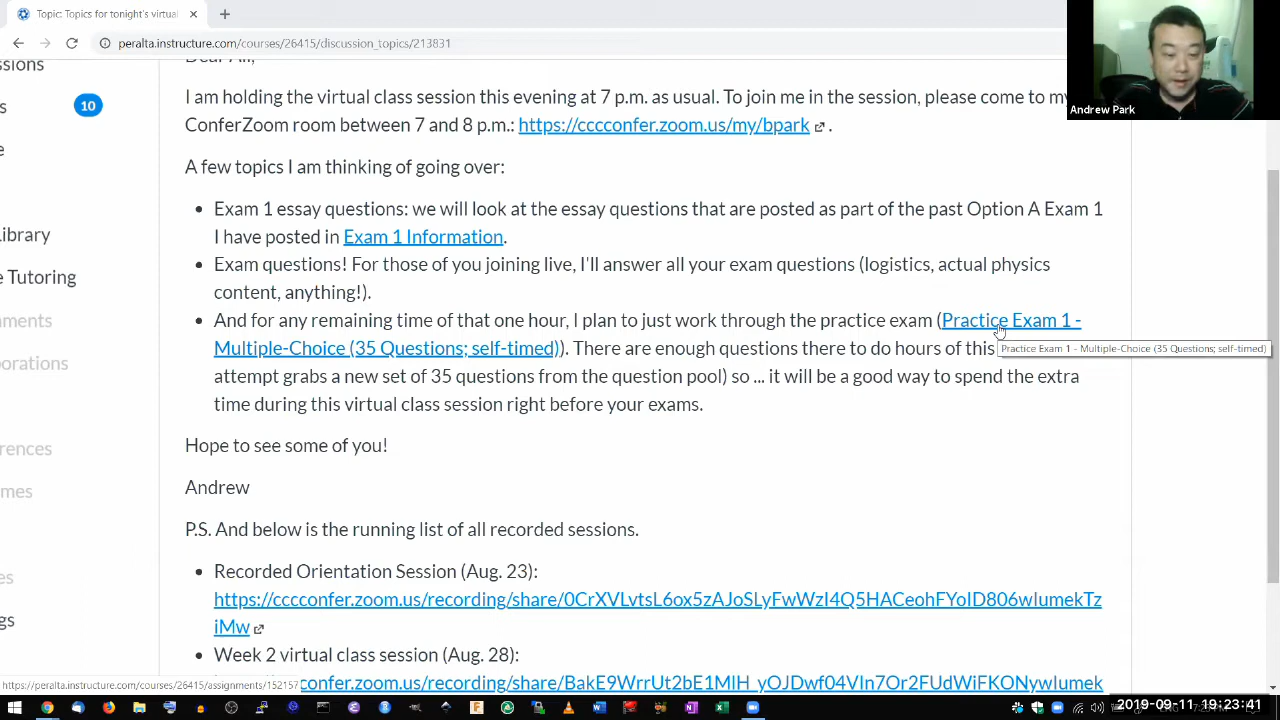 Topic: Topics for tonight's virtual
peralta.instructure.com/courses/26415/discussion_topics/213831
Andrew Park
ssions
s
10
e
Library
e Tutoring
nments
orations
rences
mes
es
gs
Dear All,
I am holding the virtual class session this evening at 7 p.m. as usual. To join me in the session, please come to my
ConferZoom room between 7 and 8 p.m.: https://cccconfer.zoom.us/my/bpark .
A few topics I am thinking of going over:
• Exam 1 essay questions: we will look at the essay questions that are posted as part of the past Option A Exam 1
I have posted in Exam 1 Information.
• Exam questions! For those of you joining live, I'll answer all your exam questions (logistics, actual physics
content, anything!).
• And for any remaining time of that one hour, I plan to just work through the practice exam (Practice Exam 1 -
Multiple-Choice (35 Questions; self-timed)). There are enough questions there to do hours of this
Practice Exam 1 - Multiple-Choice (35 Questions; self-timed)
attempt grabs a new set of 35 questions from the question pool) so ... it will be a good way to spend the extra
time during this virtual class session right before your exams.
Hope to see some of you!
Andrew
P.S. And below is the running list of all recorded sessions.
• Recorded Orientation Session (Aug. 23):
https://cccconfer.zoom.us/recording/share/0CrXVLvtsL6ox5zAJoSLyFwWzI4Q5HACeohFYoID806wIumekTz
iMw
• Week 2 virtual class session (Aug. 28):
confer.zoom.us/recording/share/BakE9WrrUt2bE1MlH_yOJDwf04VIn7Or2FUdWiFKONywIumek
https://peralta.instructure.com/courses/26415/assignments/152157
2019-09-11 19:23:41